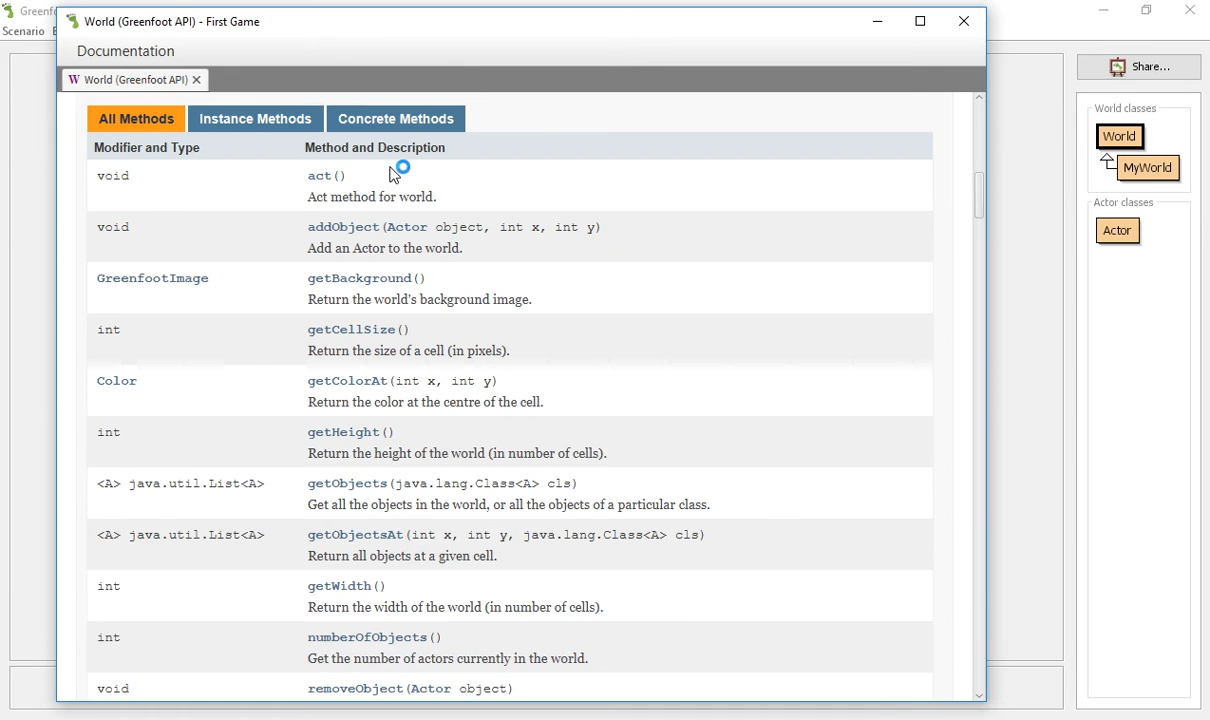 Greenfo
World (Greenfoot API) - First Game
Scenario
Documentation
World (Greenfoot API)
Share...
All Methods
Instance Methods
Concrete Methods
World classes
World
MyWorld
Actor classes
Actor
Modifier and Type
Method and Description
void
act()
Act method for world.
void
addObject(Actor object, int x, int y)
Add an Actor to the world.
GreenfootImage
getBackground()
Return the world's background image.
int
getCellSize()
Return the size of a cell (in pixels).
Color
getColorAt(int x, int y)
Return the color at the centre of the cell.
int
getHeight()
Return the height of the world (in number of cells).
<A> java.util.List<A>
getObjects(java.lang.Class<A> cls)
Get all the objects in the world, or all the objects of a particular class.
<A> java.util.List<A>
getObjectsAt(int x, int y, java.lang.Class<A> cls)
Return all objects at a given cell.
int
getWidth()
Return the width of the world (in number of cells).
int
numberOfObjects()
Get the number of actors currently in the world.
void
removeObject(Actor object)